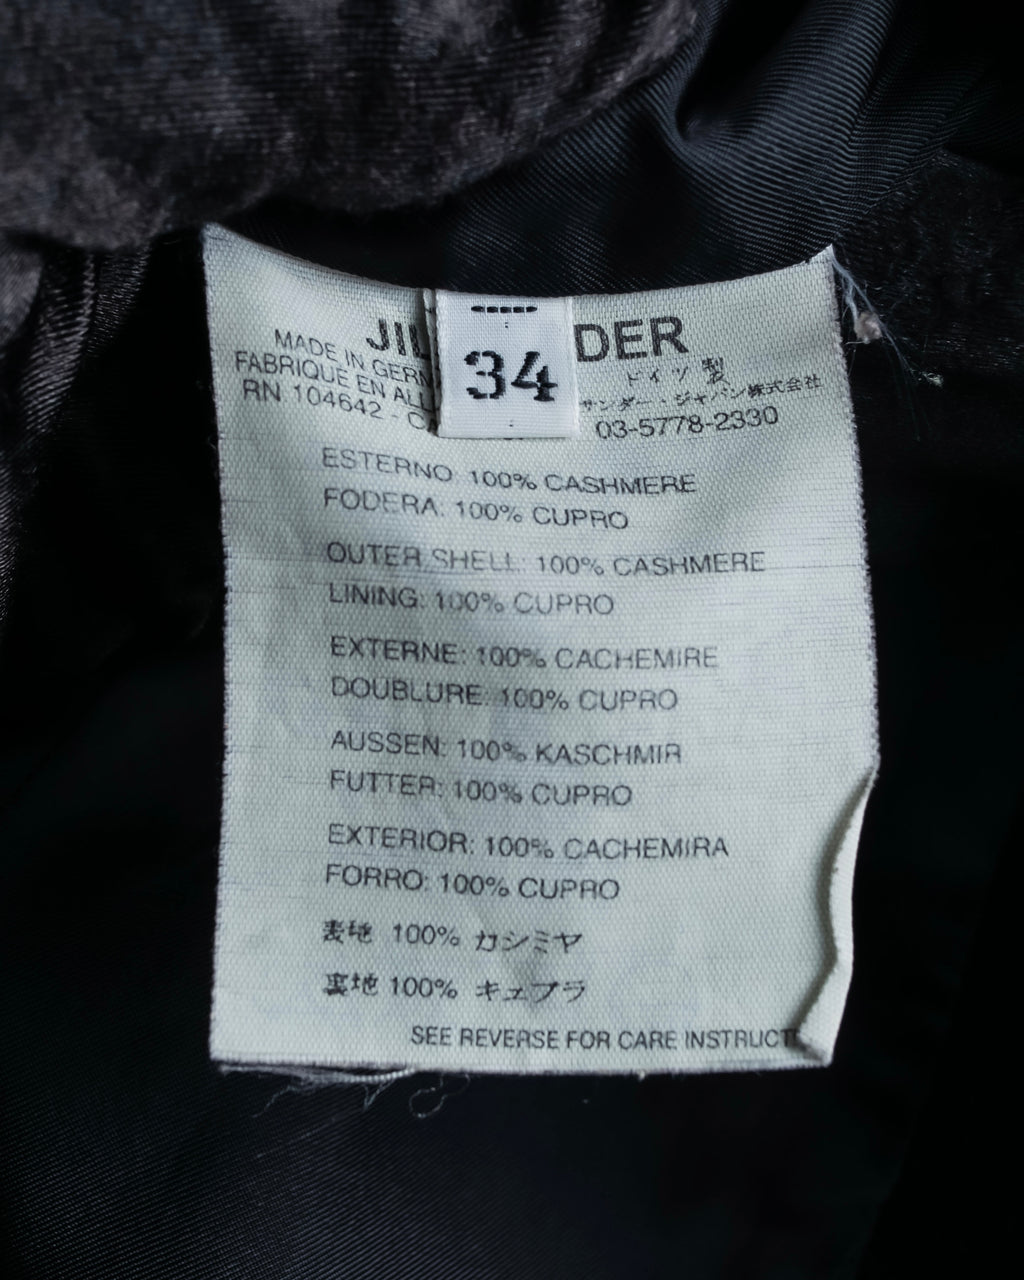 JIL DER
34
MADE IN GERM
FABRIQUE EN ALL
RN 104642 - C
ドイツ製
サンダー・ジャパン株式会社
03-5778-2330
ESTERNO: 100% CASHMERE
FODERA: 100% CUPRO
OUTER SHELL: 100% CASHMERE
LINING: 100% CUPRO
EXTERNE: 100% CACHEMIRE
DOUBLURE: 100% CUPRO
AUSSEN: 100% KASCHMIR
FUTTER: 100% CUPRO
EXTERIOR: 100% CACHEMIRA
FORRO: 100% CUPRO
表地 100% カシミヤ
裏地 100% キュプラ
SEE REVERSE FOR CARE INSTRUCTI